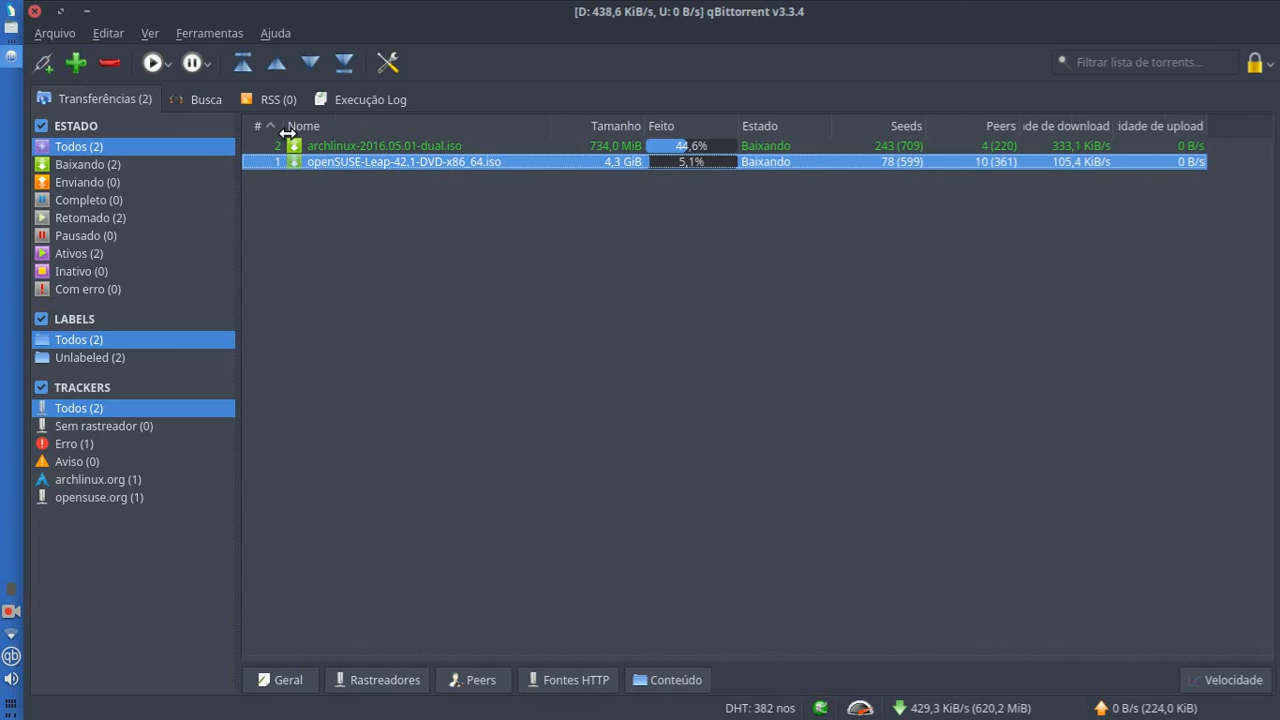 [D: 438,6 KiB/s, U: 0 B/s] qBittorrent v3.3.4
Arquivo Editar Ver Ferramentas Ajuda
Filtrar lista de torrents...
Transferências (2) Busca RSS (0) Execução Log
ESTADO
Todos (2)
Baixando (2)
Enviando (0)
Completo (0)
Retomado (2)
Pausado (0)
Ativos (2)
Inativo (0)
Com erro (0)
LABELS
Todos (2)
Unlabeled (2)
TRACKERS
Todos (2)
Sem rastreador (0)
Erro (1)
Aviso (0)
archlinux.org (1)
opensuse.org (1)
# Nome Tamanho Feito Estado Seeds Peers de de download idade de upload
2 archlinux-2016.05.01-dual.iso 734,0 MiB 44,6% Baixando 243 (709) 4 (220) 333,1 KiB/s 0 B/s
1 openSUSE-Leap-42.1-DVD-x86_64.iso 4,3 GiB 5,1% Baixando 78 (599) 10 (361) 105,4 KiB/s 0 B/s
Geral Rastreadores Peers Fontes HTTP Conteúdo Velocidade
qb
DHT: 382 nos 429,3 KiB/s (620,2 MiB) 0 B/s (224,0 KiB)